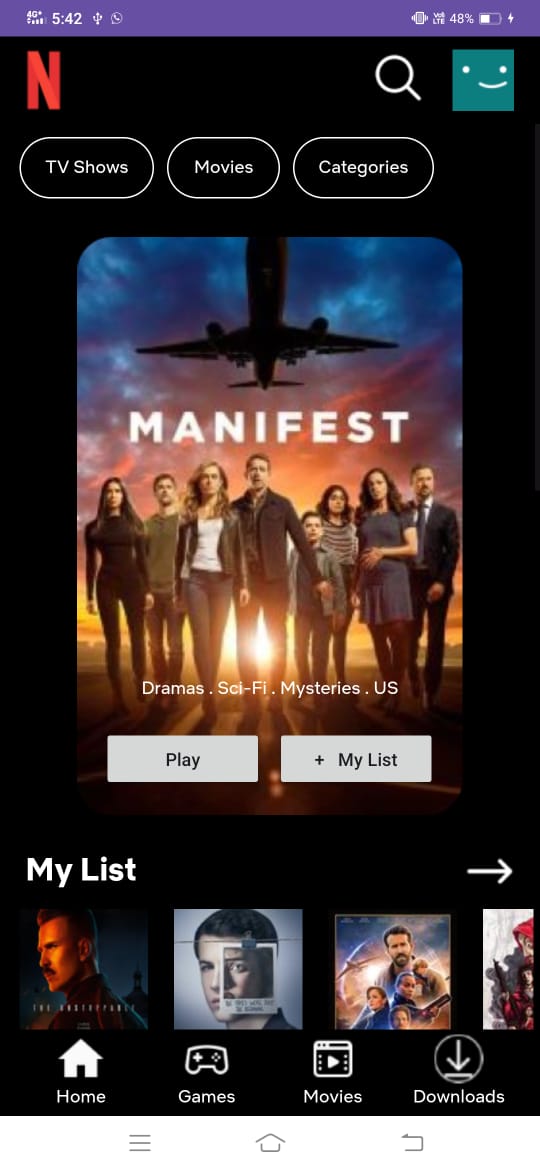 4G+ 5:42 48%
N
TV Shows Movies Categories
MANIFEST
Dramas . Sci-Fi . Mysteries . US
Play + My List
My List
Home Games Movies Downloads